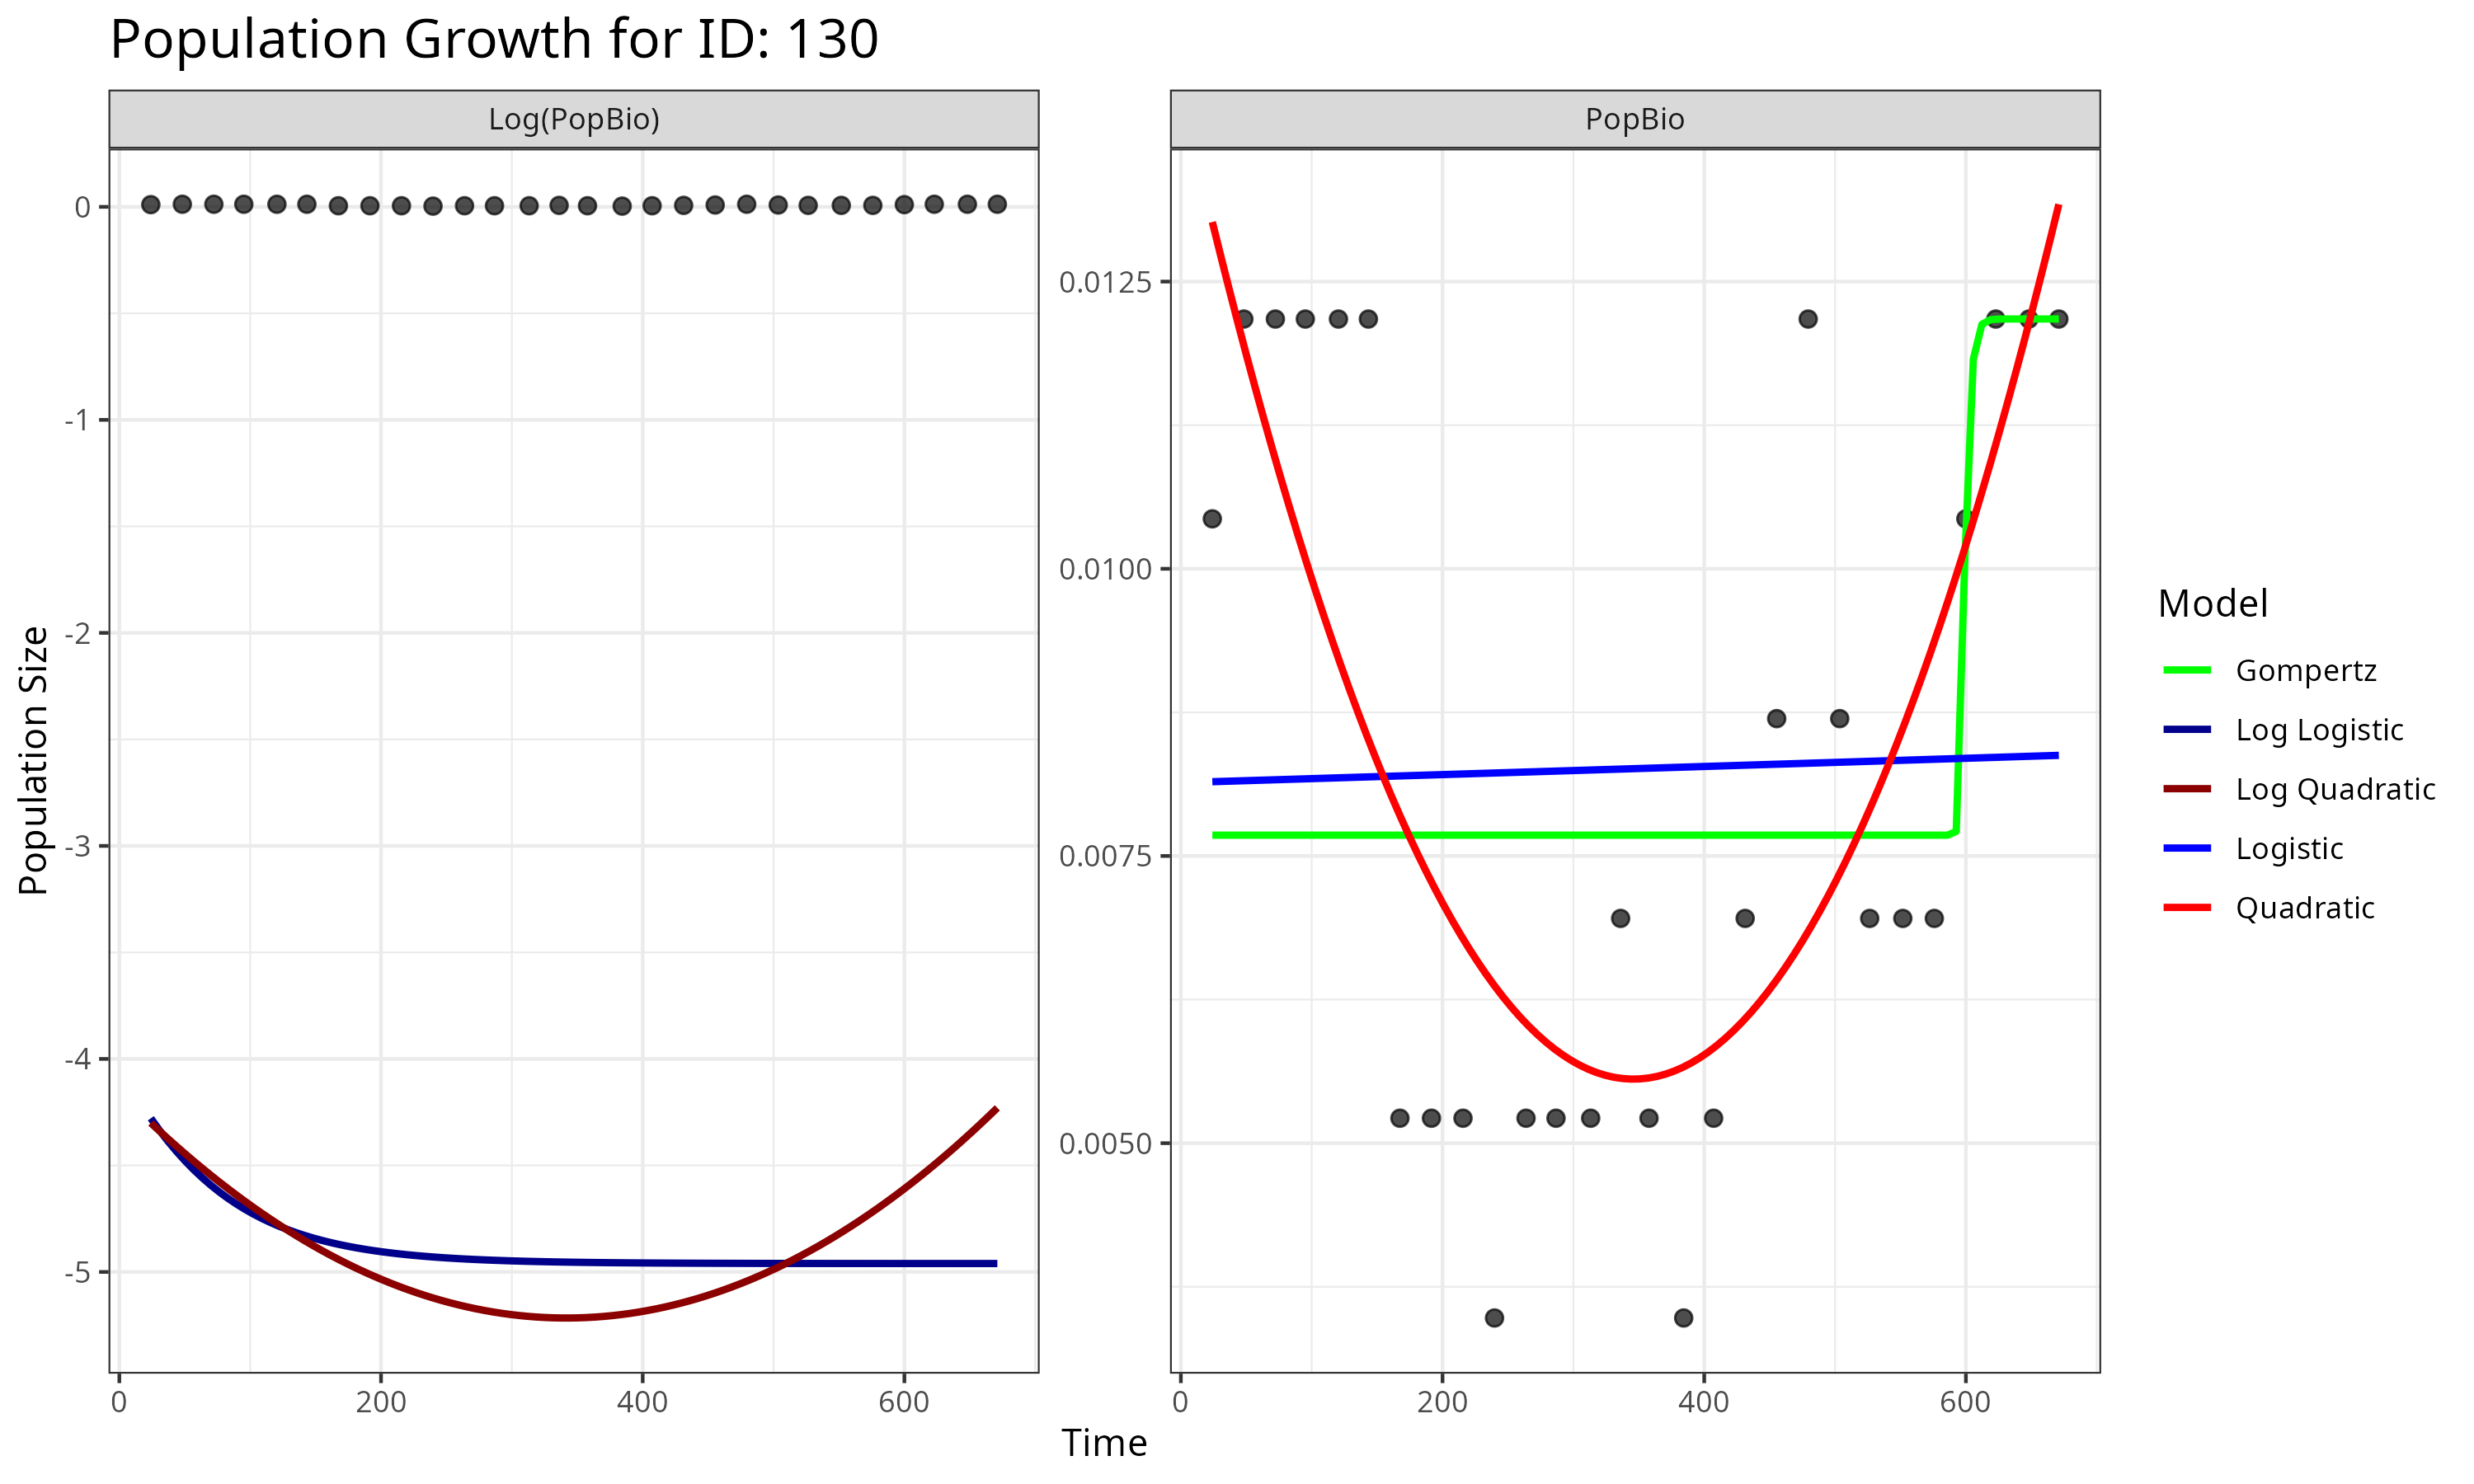 Population Growth for ID: 130
Log(PopBio)
PopBio
Population Size
0
-1
-2
-3
-4
-5
0.0125
0.0100
0.0075
0.0050
0 200 400 600
0 200 400 600
Time
Model
Gompertz
Log Logistic
Log Quadratic
Logistic
Quadratic